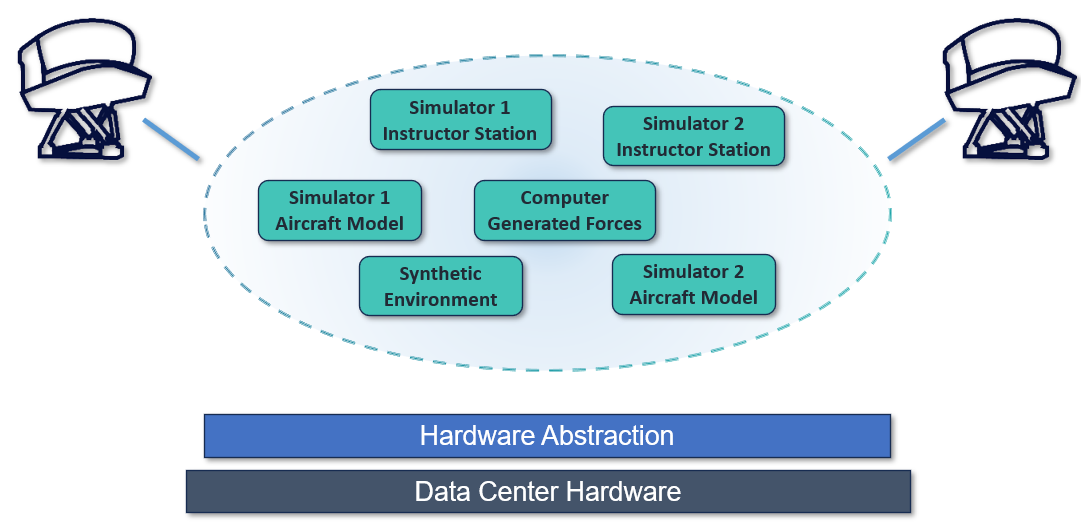 Simulator 1
Instructor Station
Simulator 2
Instructor Station
Simulator 1
Aircraft Model
Computer
Generated Forces
Synthetic
Environment
Simulator 2
Aircraft Model
Hardware Abstraction
Data Center Hardware